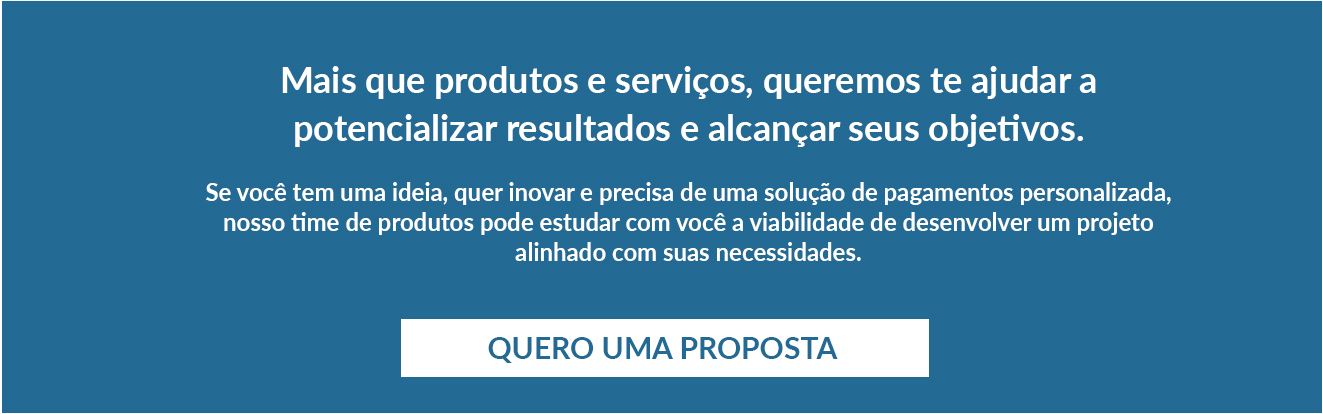 Mais que produtos e serviços, queremos te ajudar a
potencializar resultados e alcançar seus objetivos.
Se você tem uma ideia, quer inovar e precisa de uma solução de pagamentos personalizada,
nosso time de produtos pode estudar com você a viabilidade de desenvolver um projeto
alinhado com suas necessidades.
QUERO UMA PROPOSTA